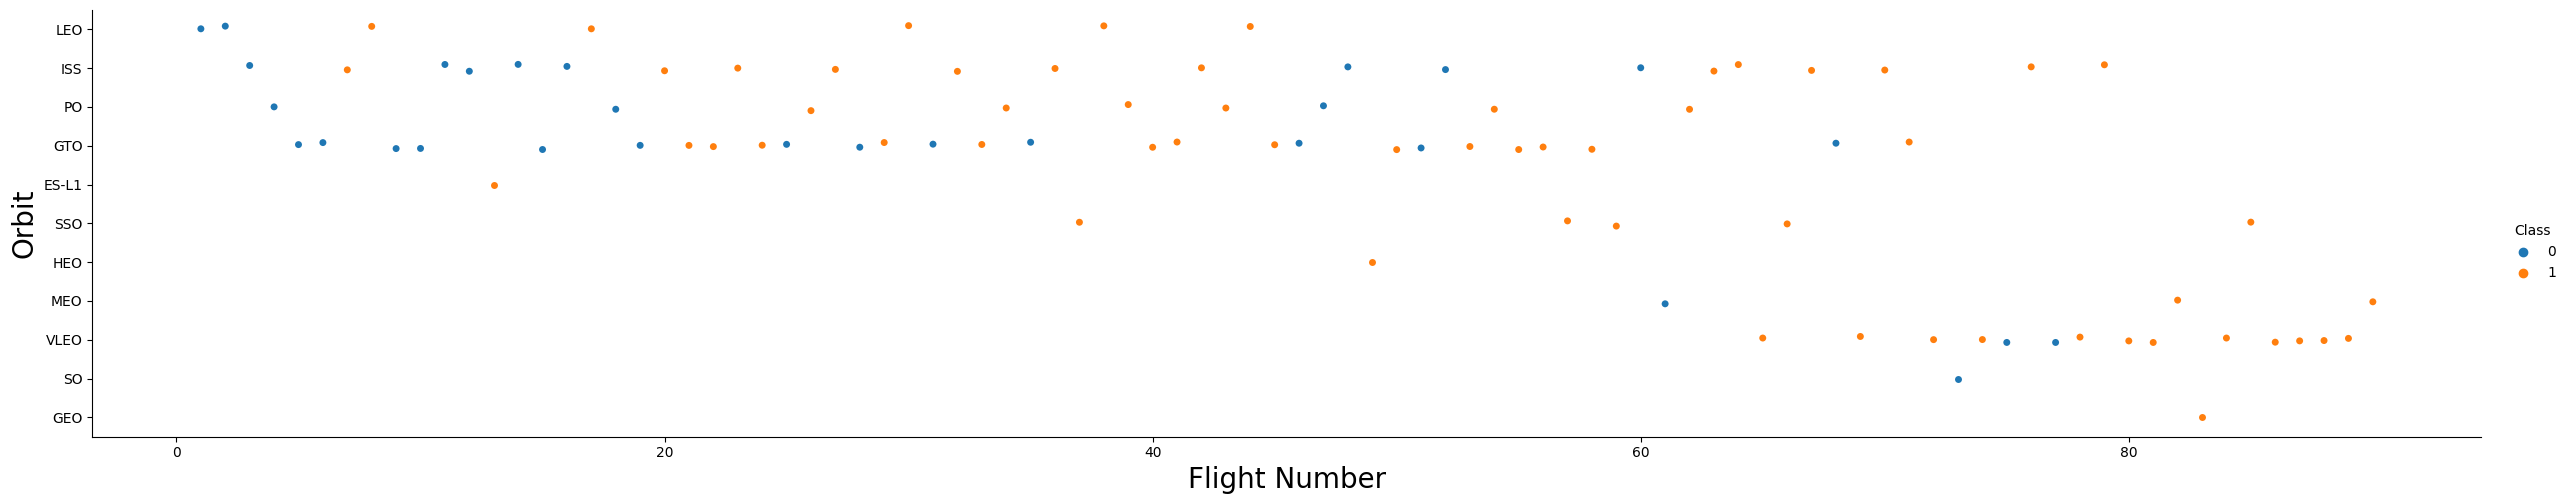 LEO
ISS
PO
GTO
ES-L1
SSO
HEO
MEO
VLEO
SO
GEO
Orbit
0 20 40 60 80
Flight Number
Class
0
1